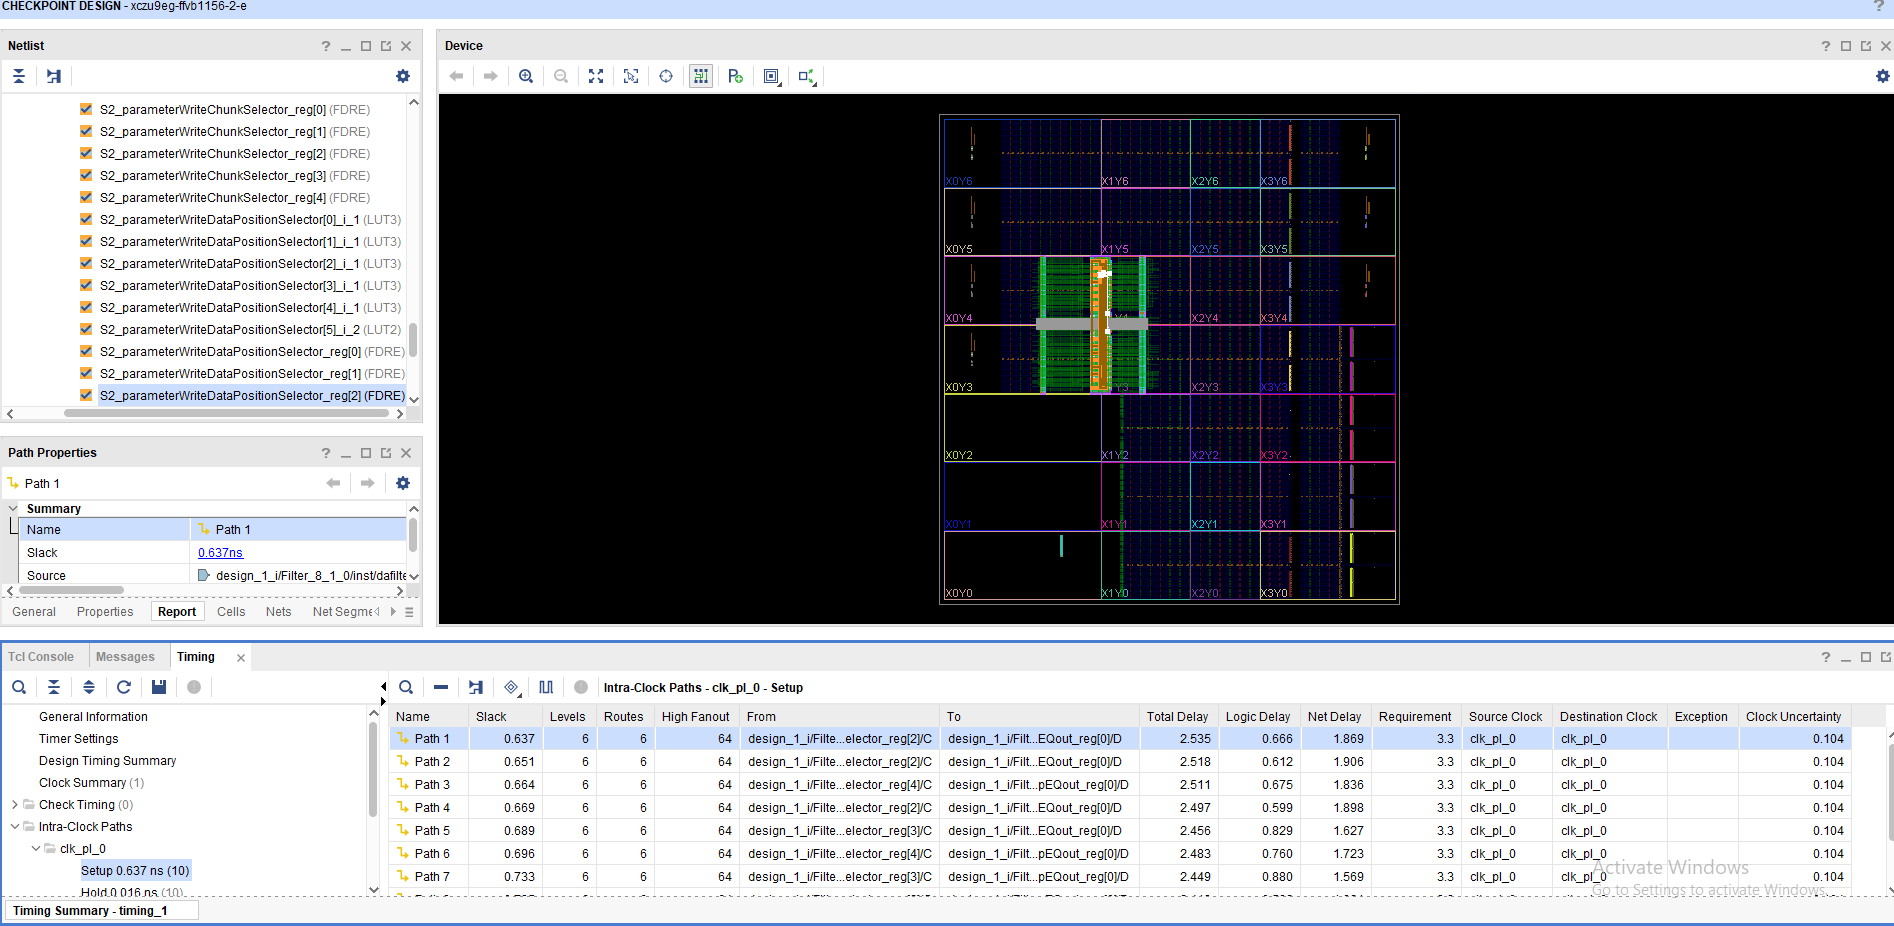 CHECKPOINT DESIGN - xczu9eg-ffvb1156-2-e
?
Netlist
?
S2_parameterWriteChunkSelector_reg[0] (FDRE)
S2_parameterWriteChunkSelector_reg[1] (FDRE)
S2_parameterWriteChunkSelector_reg[2] (FDRE)
S2_parameterWriteChunkSelector_reg[3] (FDRE)
S2_parameterWriteChunkSelector_reg[4] (FDRE)
S2_parameterWriteDataPositionSelector[0]_i_1 (LUT3)
S2_parameterWriteDataPositionSelector[1]_i_1 (LUT3)
S2_parameterWriteDataPositionSelector[2]_i_1 (LUT3)
S2_parameterWriteDataPositionSelector[3]_i_1 (LUT3)
S2_parameterWriteDataPositionSelector[4]_i_1 (LUT3)
S2_parameterWriteDataPositionSelector[5]_i_2 (LUT2)
S2_parameterWriteDataPositionSelector_reg[0] (FDRE)
S2_parameterWriteDataPositionSelector_reg[1] (FDRE)
S2_parameterWriteDataPositionSelector_reg[2] (FDRE)
Path Properties
?
Path 1
Summary
Name Path 1
Slack 0.637ns
Source design_1_i/Filter_8_1_0/inst/dafilte
General Properties Report Cells Nets Net Segme
Device
?
X0Y6 X1Y6 X2Y6 X3Y6
X0Y5 X1Y5 X2Y5 X3Y5
X0Y4 X2Y4 X3Y4
X0Y3 X2Y3 X3Y3
X0Y2 X1Y2 X2Y2 X3Y2
X0Y1 X1Y1 X2Y1 X3Y1
X0Y0 X1Y0 X2Y0 X3Y0
Tcl Console Messages Timing
?
General Information
Timer Settings
Design Timing Summary
Clock Summary (1)
Check Timing (0)
Intra-Clock Paths
clk_pl_0
Setup 0.637 ns (10)
Hold 0.016 ns (10)
Intra-Clock Paths - clk_pl_0 - Setup
Name Slack Levels Routes High Fanout From To Total Delay Logic Delay Net Delay Requirement Source Clock Destination Clock Exception Clock Uncertainty
Path 1 0.637 6 6 64 design_1_i/Filte...elector_reg[2]/C design_1_i/Filt...EQout_reg[0]/D 2.535 0.666 1.869 3.3 clk_pl_0 clk_pl_0 0.104
Path 2 0.651 6 6 64 design_1_i/Filte...elector_reg[2]/C design_1_i/Filt...EQout_reg[0]/D 2.518 0.612 1.906 3.3 clk_pl_0 clk_pl_0 0.104
Path 3 0.664 6 6 64 design_1_i/Filte...elector_reg[4]/C design_1_i/Filt...pEQout_reg[0]/D 2.511 0.675 1.836 3.3 clk_pl_0 clk_pl_0 0.104
Path 4 0.669 6 6 64 design_1_i/Filte...elector_reg[2]/C design_1_i/Filt...EQout_reg[0]/D 2.497 0.599 1.898 3.3 clk_pl_0 clk_pl_0 0.104
Path 5 0.689 6 6 64 design_1_i/Filte...elector_reg[3]/C design_1_i/Filt...EQout_reg[0]/D 2.456 0.829 1.627 3.3 clk_pl_0 clk_pl_0 0.104
Path 6 0.696 6 6 64 design_1_i/Filte...elector_reg[4]/C design_1_i/Filt...pEQout_reg[0]/D 2.483 0.760 1.723 3.3 clk_pl_0 clk_pl_0 0.104
Path 7 0.733 6 6 64 design_1_i/Filte...elector_reg[3]/C design_1_i/Filt...pEQout_reg[0]/D 2.449 0.880 1.569 3.3 clk_pl_0 clk_pl_0 0.104
Activate Windows
Go to Settings to activate Windows.
Timing Summary - timing_1